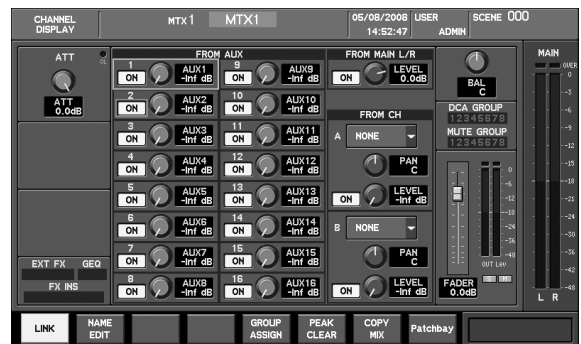 CHANNEL DISPLAY
MTX1 MTX1
05/08/2008 14:52:47
USER ADMIN
SCENE 000
ATT
OL
ATT
0.0dB
EXT FX GEQ
FX INS
FROM AUX
1 ON AUX1 -Inf dB
9 ON AUX9 -Inf dB
2 ON AUX2 -Inf dB
10 ON AUX10 -Inf dB
3 ON AUX3 -Inf dB
11 ON AUX11 -Inf dB
4 ON AUX4 -Inf dB
12 ON AUX12 -Inf dB
5 ON AUX5 -Inf dB
13 ON AUX13 -Inf dB
6 ON AUX6 -Inf dB
14 ON AUX14 -Inf dB
7 ON AUX7 -Inf dB
15 ON AUX15 -Inf dB
8 ON AUX8 -Inf dB
16 ON AUX16 -Inf dB
FROM MAIN L/R
ON LEVEL 0.0dB
FROM CH
A NONE
PAN C
ON LEVEL -Inf dB
B NONE
PAN C
ON LEVEL -Inf dB
BAL
C
DCA GROUP
12345678
MUTE GROUP
12345678
0
-6
-12
-18
-24
-36
-48
OUT Lev
S M
FADER
0.0dB
MAIN
OVER
0
-3
-6
-9
-12
-15
-18
-21
-24
-30
-36
-42
-48
L R
LINK
NAME EDIT
GROUP ASSIGN
PEAK CLEAR
COPY MIX
Patchbay